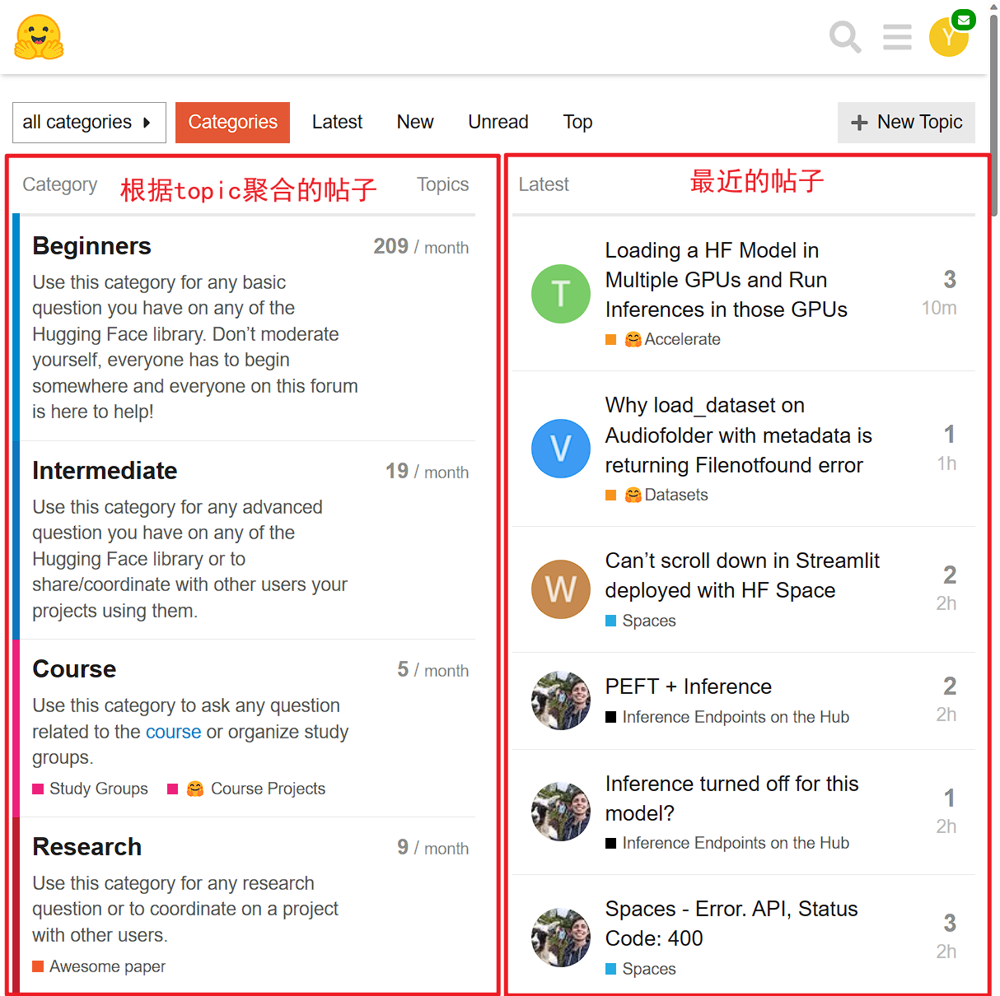 Y
all categories
Categories
Latest
New
Unread
Top
+ New Topic
Category
根据topic聚合的帖子
Topics
Beginners
209 / month
Use this category for any basic
question you have on any of the
Hugging Face library. Don’t moderate
yourself, everyone has to begin
somewhere and everyone on this forum
is here to help!
Intermediate
19 / month
Use this category for any advanced
question you have on any of the
Hugging Face library or to
share/coordinate with other users your
projects using them.
Course
5 / month
Use this category to ask any question
related to the course or organize study
groups.
Study Groups
Course Projects
Research
9 / month
Use this category for any research
question or to coordinate on a project
with other users.
Awesome paper
Latest
最近的帖子
T
Loading a HF Model in
Multiple GPUs and Run
Inferences in those GPUs
Accelerate
3
10m
V
Why load_dataset on
Audiofolder with metadata is
returning Filenotfound error
Datasets
1
1h
W
Can’t scroll down in Streamlit
deployed with HF Space
Spaces
2
2h
PEFT + Inference
Inference Endpoints on the Hub
2
2h
Inference turned off for this
model?
Inference Endpoints on the Hub
1
2h
Spaces - Error. API, Status
Code: 400
Spaces
3
2h